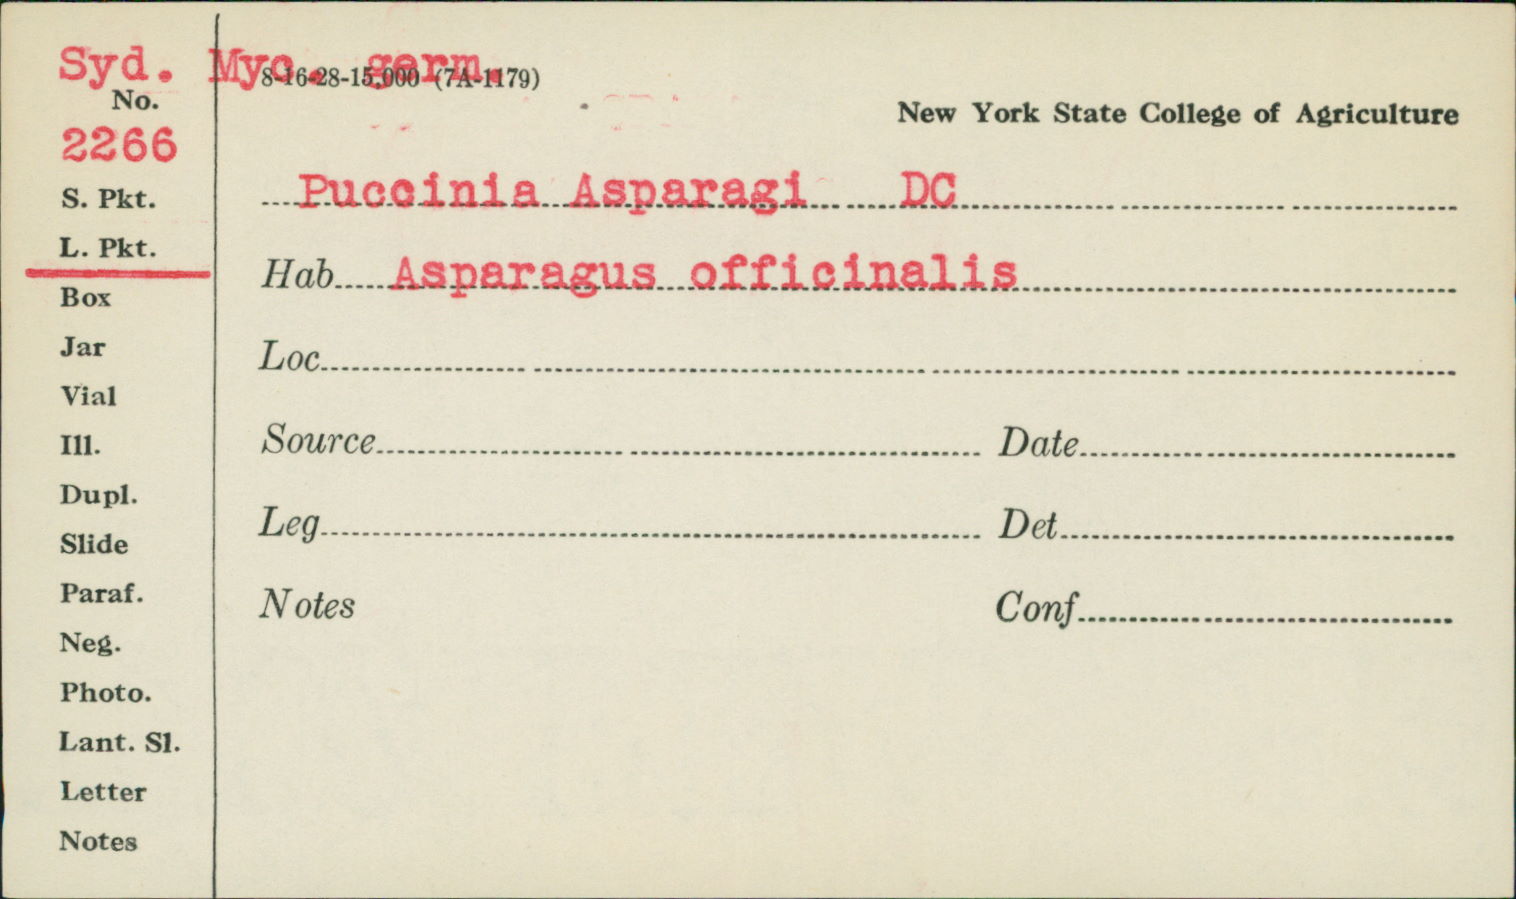 Syd. Myc. germ.
8-16-28-15,000 (7A-1179)
No.
New York State College of Agriculture
2266
S. Pkt.
Puccinia Asparagi DC
L. Pkt.
Hab Asparagus officinalis
Box
Jar
Loc
Vial
Ill.
Source Date
Dupl.
Slide
Leg Det
Paraf.
Notes Conf
Neg.
Photo.
Lant. Sl.
Letter
Notes